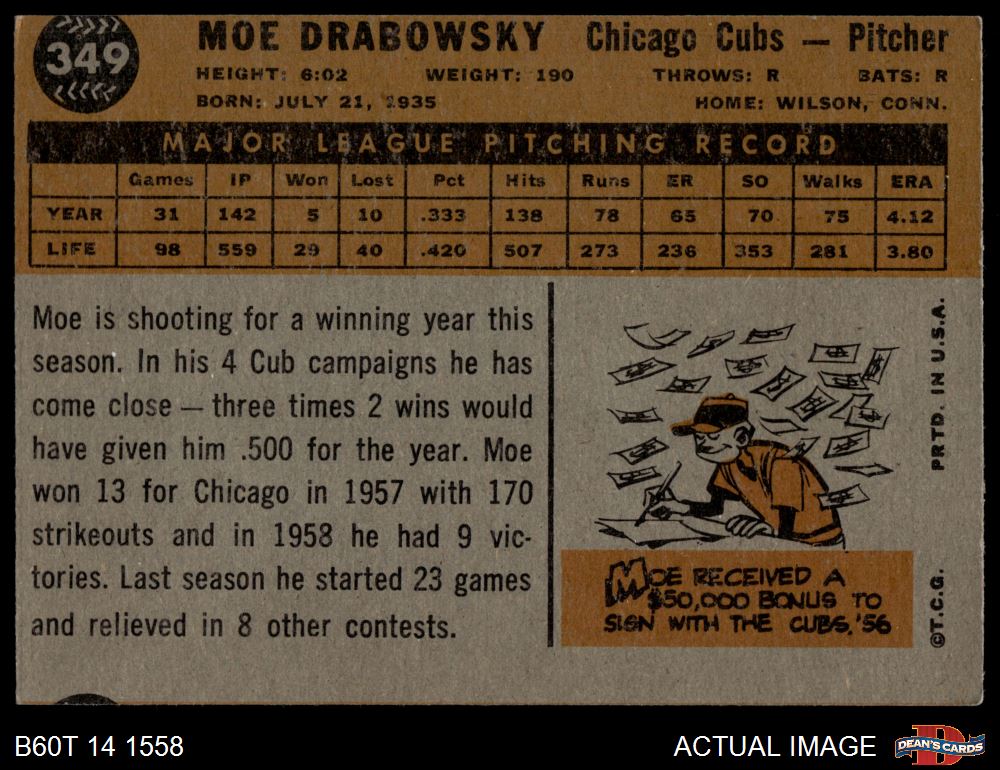 349
MOE DRABOWSKY Chicago Cubs — Pitcher
HEIGHT: 6:02 WEIGHT: 190 THROWS: R BATS: R
BORN: JULY 21, 1935 HOME: WILSON, CONN.
MAJOR LEAGUE PITCHING RECORD
Games IP Won Lost Pct Hits Runs ER SO Walks ERA
YEAR 31 142 5 10 .333 138 78 65 70 75 4.12
LIFE 98 559 29 40 .420 507 273 236 353 281 3.80
Moe is shooting for a winning year this
season. In his 4 Cub campaigns he has
come close — three times 2 wins would
have given him .500 for the year. Moe
won 13 for Chicago in 1957 with 170
strikeouts and in 1958 he had 9 vic-
tories. Last season he started 23 games
and relieved in 8 other contests.
MOE RECEIVED A
$50,000 BONUS TO
SIGN WITH THE CUBS, '56
©T.C.G. PRTD. IN U.S.A.
B60T 14 1558 ACTUAL IMAGE DEAN'S CARDS